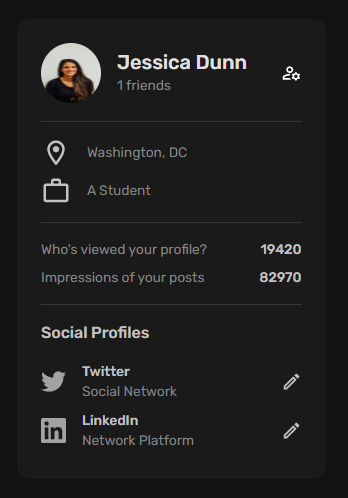 Jessica Dunn
1 friends
Washington, DC
A Student
Who's viewed your profile? 19420
Impressions of your posts 82970
Social Profiles
Twitter
Social Network
LinkedIn
Network Platform